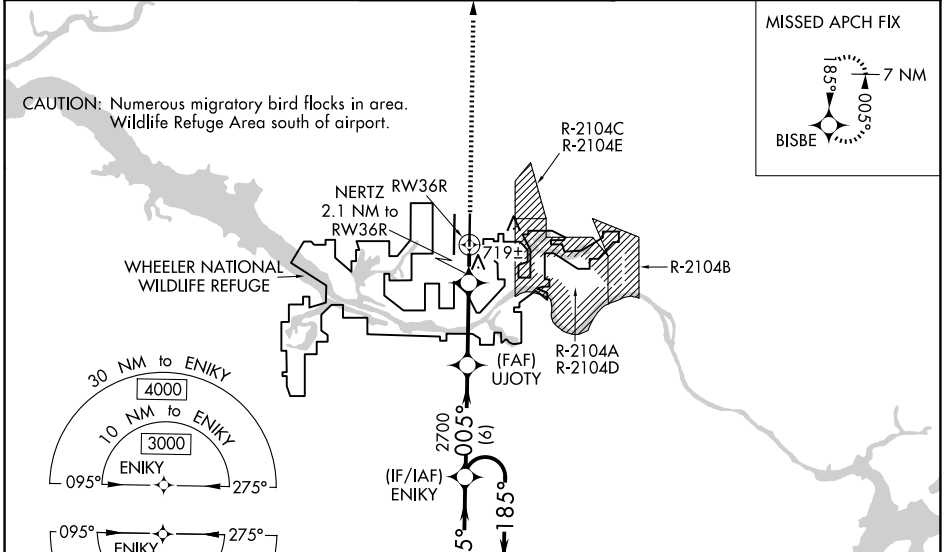 MISSED APCH FIX
185°
7 NM
005°
BISBE
CAUTION: Numerous migratory bird flocks in area.
Wildlife Refuge Area south of airport.
R-2104C
R-2104E
NERTZ
2.1 NM to
RW36R
RW36R
719±
WHEELER NATIONAL
WILDLIFE REFUGE
R-2104B
R-2104A
R-2104D
(FAF)
UJOTY
30 NM to ENIKY
4000
10 NM to ENIKY
3000
ENIKY
095°
275°
2700
005°
(6)
(IF/IAF)
ENIKY
185°
095°
275°
ENIKY
5°